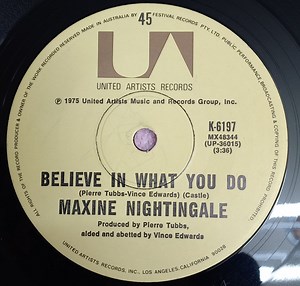 MADE IN AUSTRALIA BY FESTIVAL RECORDS PTY. LTD.
45
UA
UNITED ARTISTS RECORDS
℗ 1975 United Artists Music and Records Group, Inc.
K-6197
MX48344
(UP-36015)
(3:36)
BELIEVE IN WHAT YOU DO
(Pierre Tubbs-Vince Edwards) (Castle)
MAXINE NIGHTINGALE
Produced by Pierre Tubbs,
aided and abetted by Vince Edwards
UNITED ARTISTS RECORDS, INC. LOS ANGELES, CALIFORNIA 90028
ALL RIGHTS OF THE RECORD PRODUCER & OWNER OF THE WORK RECORDED RESERVED. UNAUTHORISED PUBLIC PERFORMANCE, BROADCASTING & COPYING OF THIS RECORD PROHIBITED.